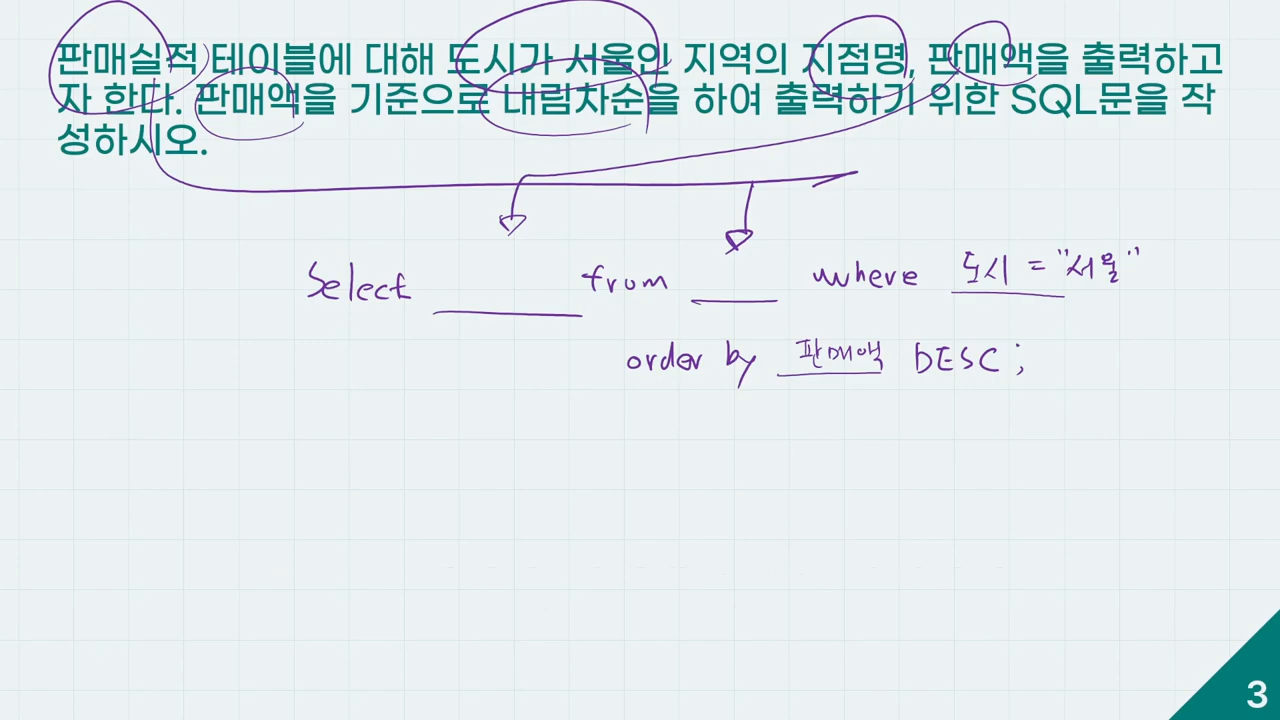 판매실적 테이블에 대해 도시가 서울인 지역의 지점명, 판매액을 출력하고
자 한다. 판매액을 기준으로 내림차순을 하여 출력하기 위한 SQL문을 작
성하시오.
Select from where 도시 = "서울"
order by 판매액 DESC ;
3